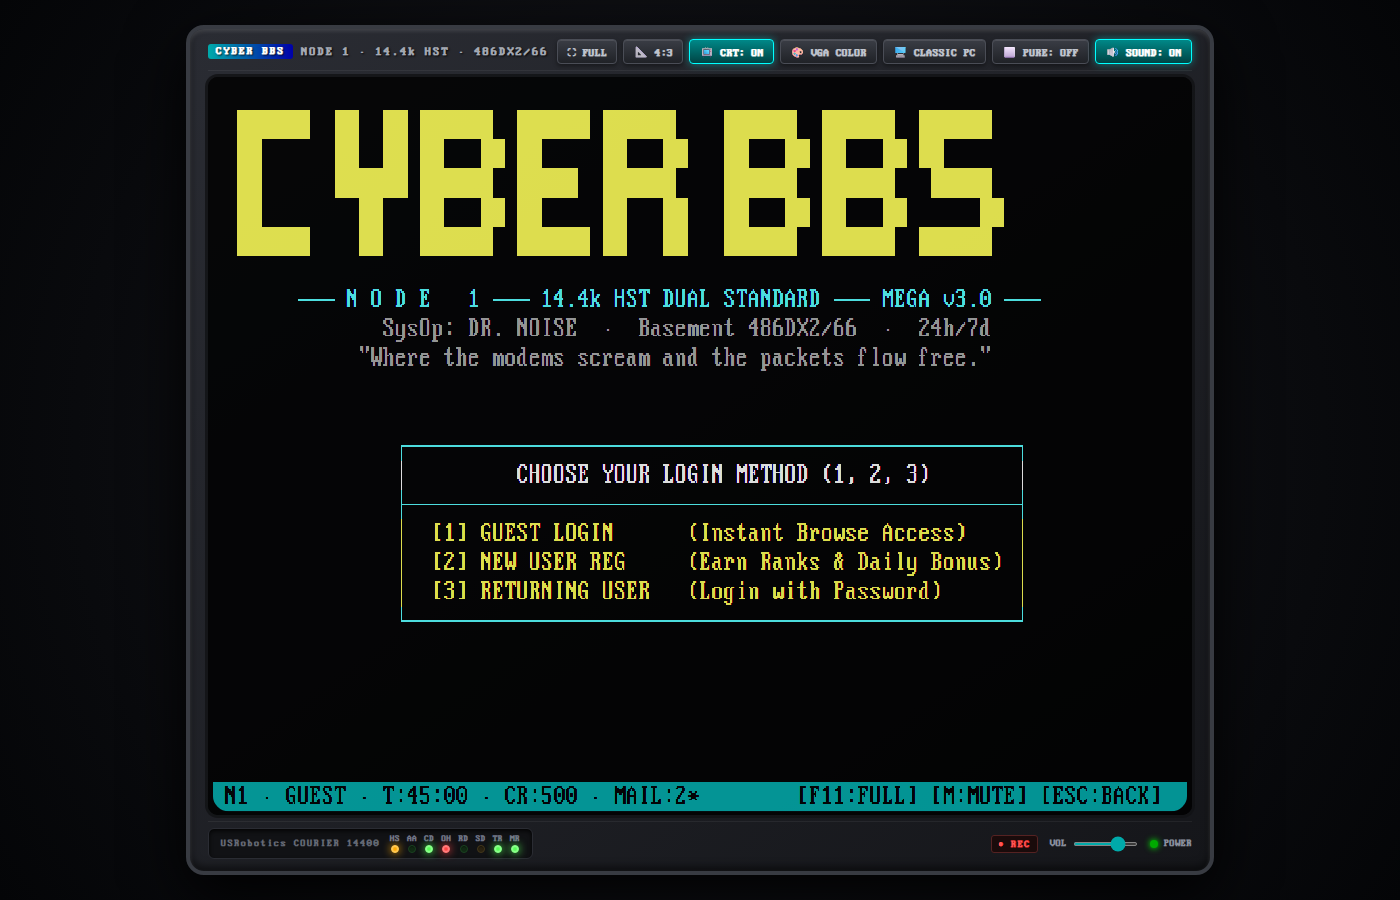 CYBER BBS NODE 1 · 14.4k HST · 486DX2/66 FULL 4:3 CRT: ON VGA COLOR CLASSIC PC PURE: OFF SOUND: ON
CYBER BBS
N O D E 1 14.4k HST DUAL STANDARD MEGA v3.0
SysOp: DR. NOISE · Basement 486DX2/66 · 24h/7d
"Where the modems scream and the packets flow free."
CHOOSE YOUR LOGIN METHOD (1, 2, 3)
[1] GUEST LOGIN (Instant Browse Access)
[2] NEW USER REG (Earn Ranks & Daily Bonus)
[3] RETURNING USER (Login with Password)
N1 · GUEST · T:45:00 · CR:500 · MAIL:2* [F11:FULL] [M:MUTE] [ESC:BACK]
HS AA CD OH RD SD TR MR
USRobotics COURIER 14400 REC VOL POWER